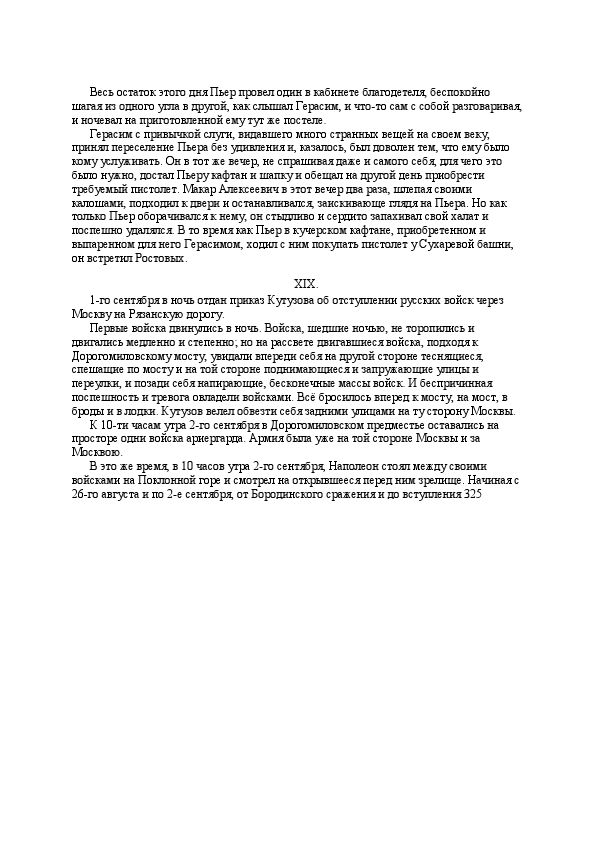 Весь остаток этого дня Пьер провел один в кабинете благодетеля, беспокойно
шагая из одного угла в другой, как слышал Герасим, и что-то сам с собой разговаривая,
и ночевал на приготовленной ему тут же постеле.
Герасим с привычкой слуги, видавшего много странных вещей на своем веку,
принял переселение Пьера без удивления и, казалось, был доволен тем, что ему было
кому услуживать. Он в тот же вечер, не спрашивая даже и самого себя, для чего это
было нужно, достал Пьеру кафтан и шапку и обещал на другой день приобрести
требуемый пистолет. Макар Алексеевич в этот вечер два раза, шлепая своими
калошами, подходил к двери и останавливался, заискивающе глядя на Пьера. Но как
только Пьер оборачивался к нему, он стыдливо и сердито запахивал свой халат и
поспешно удалялся. В то время как Пьер в кучерском кафтане, приобретенном и
выпаренном для него Герасимом, ходил с ним покупать пистолет у Сухаревой башни,
он встретил Ростовых.
XIX.
1-го сентября в ночь отдан приказ Кутузова об отступлении русских войск через
Москву на Рязанскую дорогу.
Первые войска двинулись в ночь. Войска, шедшие ночью, не торопились и
двигались медленно и степенно; но на рассвете двигавшиеся войска, подходя к
Дорогомиловскому мосту, увидали впереди себя на другой стороне теснящиеся,
спешащие по мосту и на той стороне поднимающиеся и запружающие улицы и
переулки, и позади себя напирающие, бесконечные массы войск. И беспричинная
поспешность и тревога овладели войсками. Всё бросилось вперед к мосту, на мост, в
броды и в лодки. Кутузов велел обвезти себя задними улицами на ту сторону Москвы.
К 10-ти часам утра 2-го сентября в Дорогомиловском предместье оставались на
просторе одни войска ариергарда. Армия была уже на той стороне Москвы и за
Москвою.
В это же время, в 10 часов утра 2-го сентября, Наполеон стоял между своими
войсками на Поклонной горе и смотрел на открывшееся перед ним зрелище. Начиная с
26-го августа и по 2-е сентября, от Бородинского сражения и до вступления 325